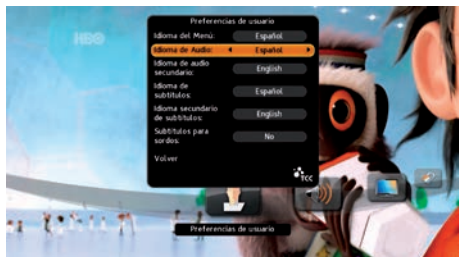 HBO
Preferencias de usuario
Idioma del Menú: Español
Idioma de Audio: Español
Idioma de audio
secundario: English
Idioma de
subtítulos: Español
Idioma secundario
de subtítulos: English
Subtítulos para
sordos: No
Volver
TCC
Preferencias de usuario